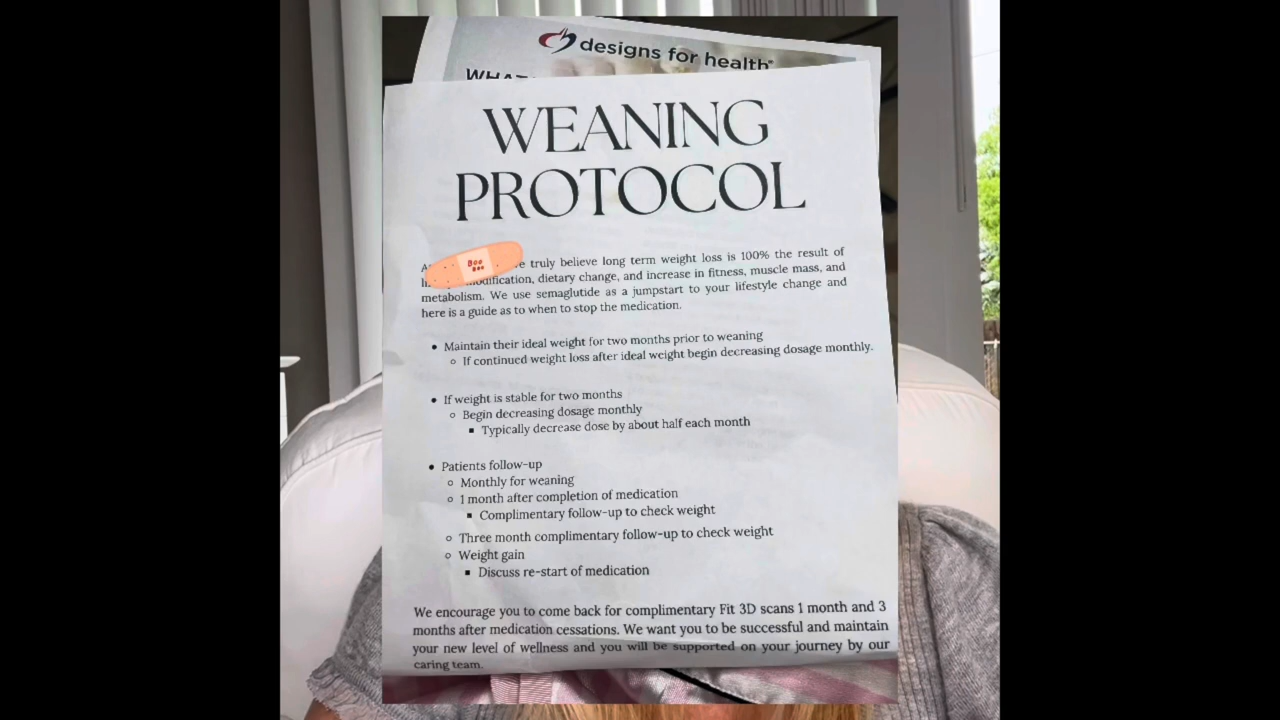 designs for health
WHAT
WEANING
PROTOCOL
truly believe long term weight loss is 100% the result of
dietary change, and increase in fitness, muscle mass, and
metabolism. We use semaglutide as a jumpstart to your lifestyle change and
here is a guide as to when to stop the medication.
• Maintain their ideal weight for two months prior to weaning
○ If continued weight loss after ideal weight begin decreasing dosage monthly.
• If weight is stable for two months
○ Begin decreasing dosage monthly
▪ Typically decrease dose by about half each month
• Patients follow-up
○ Monthly for weaning
○ 1 month after completion of medication
▪ Complimentary follow-up to check weight
○ Three month complimentary follow-up to check weight
○ Weight gain
▪ Discuss re-start of medication
We encourage you to come back for complimentary Fit 3D scans 1 month and 3
months after medication cessations. We want you to be successful and maintain
your new level of wellness and you will be supported on your journey by our
caring team.
Boo
Boo